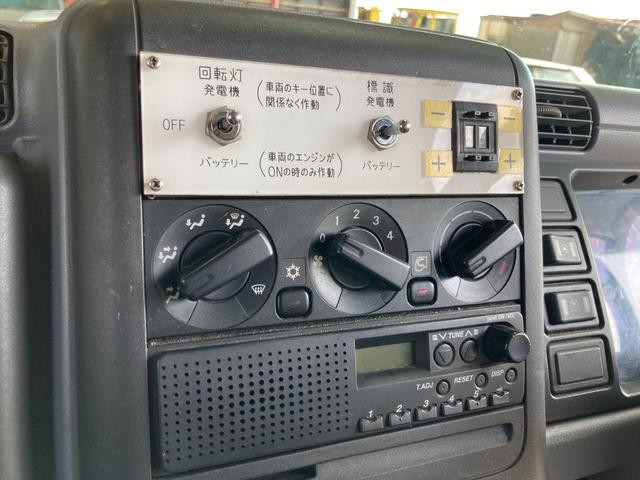 回転灯
発電機
(車両のキー位置に
関係なく作動)
標識
発電機
OFF
バッテリー
(車両のエンジンが
ONの時のみ作動)
バッテリー
− −
+ +
0 1 2 3 4
push ON/VOL
∨ TUNE ∧
T.ADJ RESET DISP
1 2 3 4 5